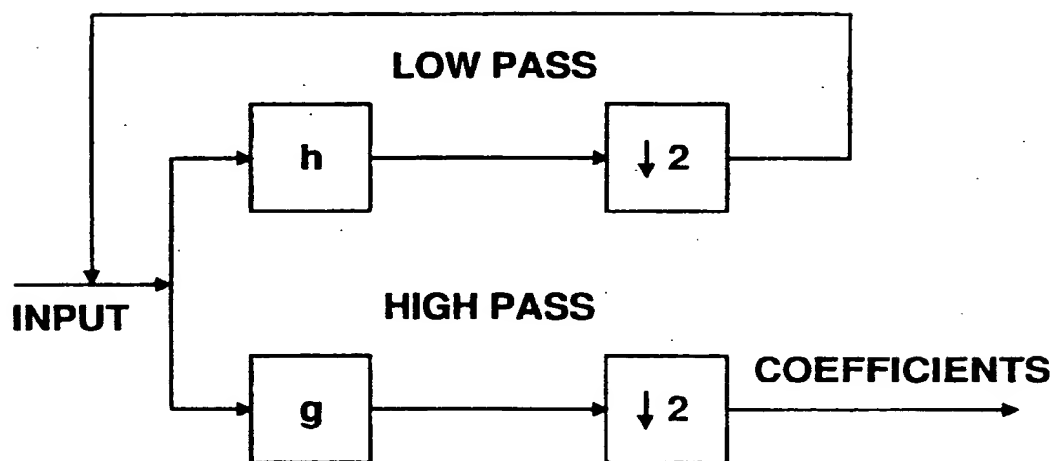 LOW PASS
h
↓ 2
INPUT
HIGH PASS
g
↓ 2
COEFFICIENTS